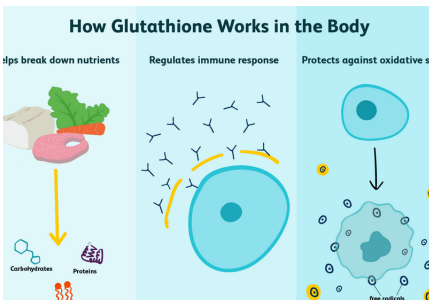 How Glutathione Works in the Body
elps break down nutrients
Regulates immune response
Protects against oxidative s
Carbohydrates
Proteins
free radicals